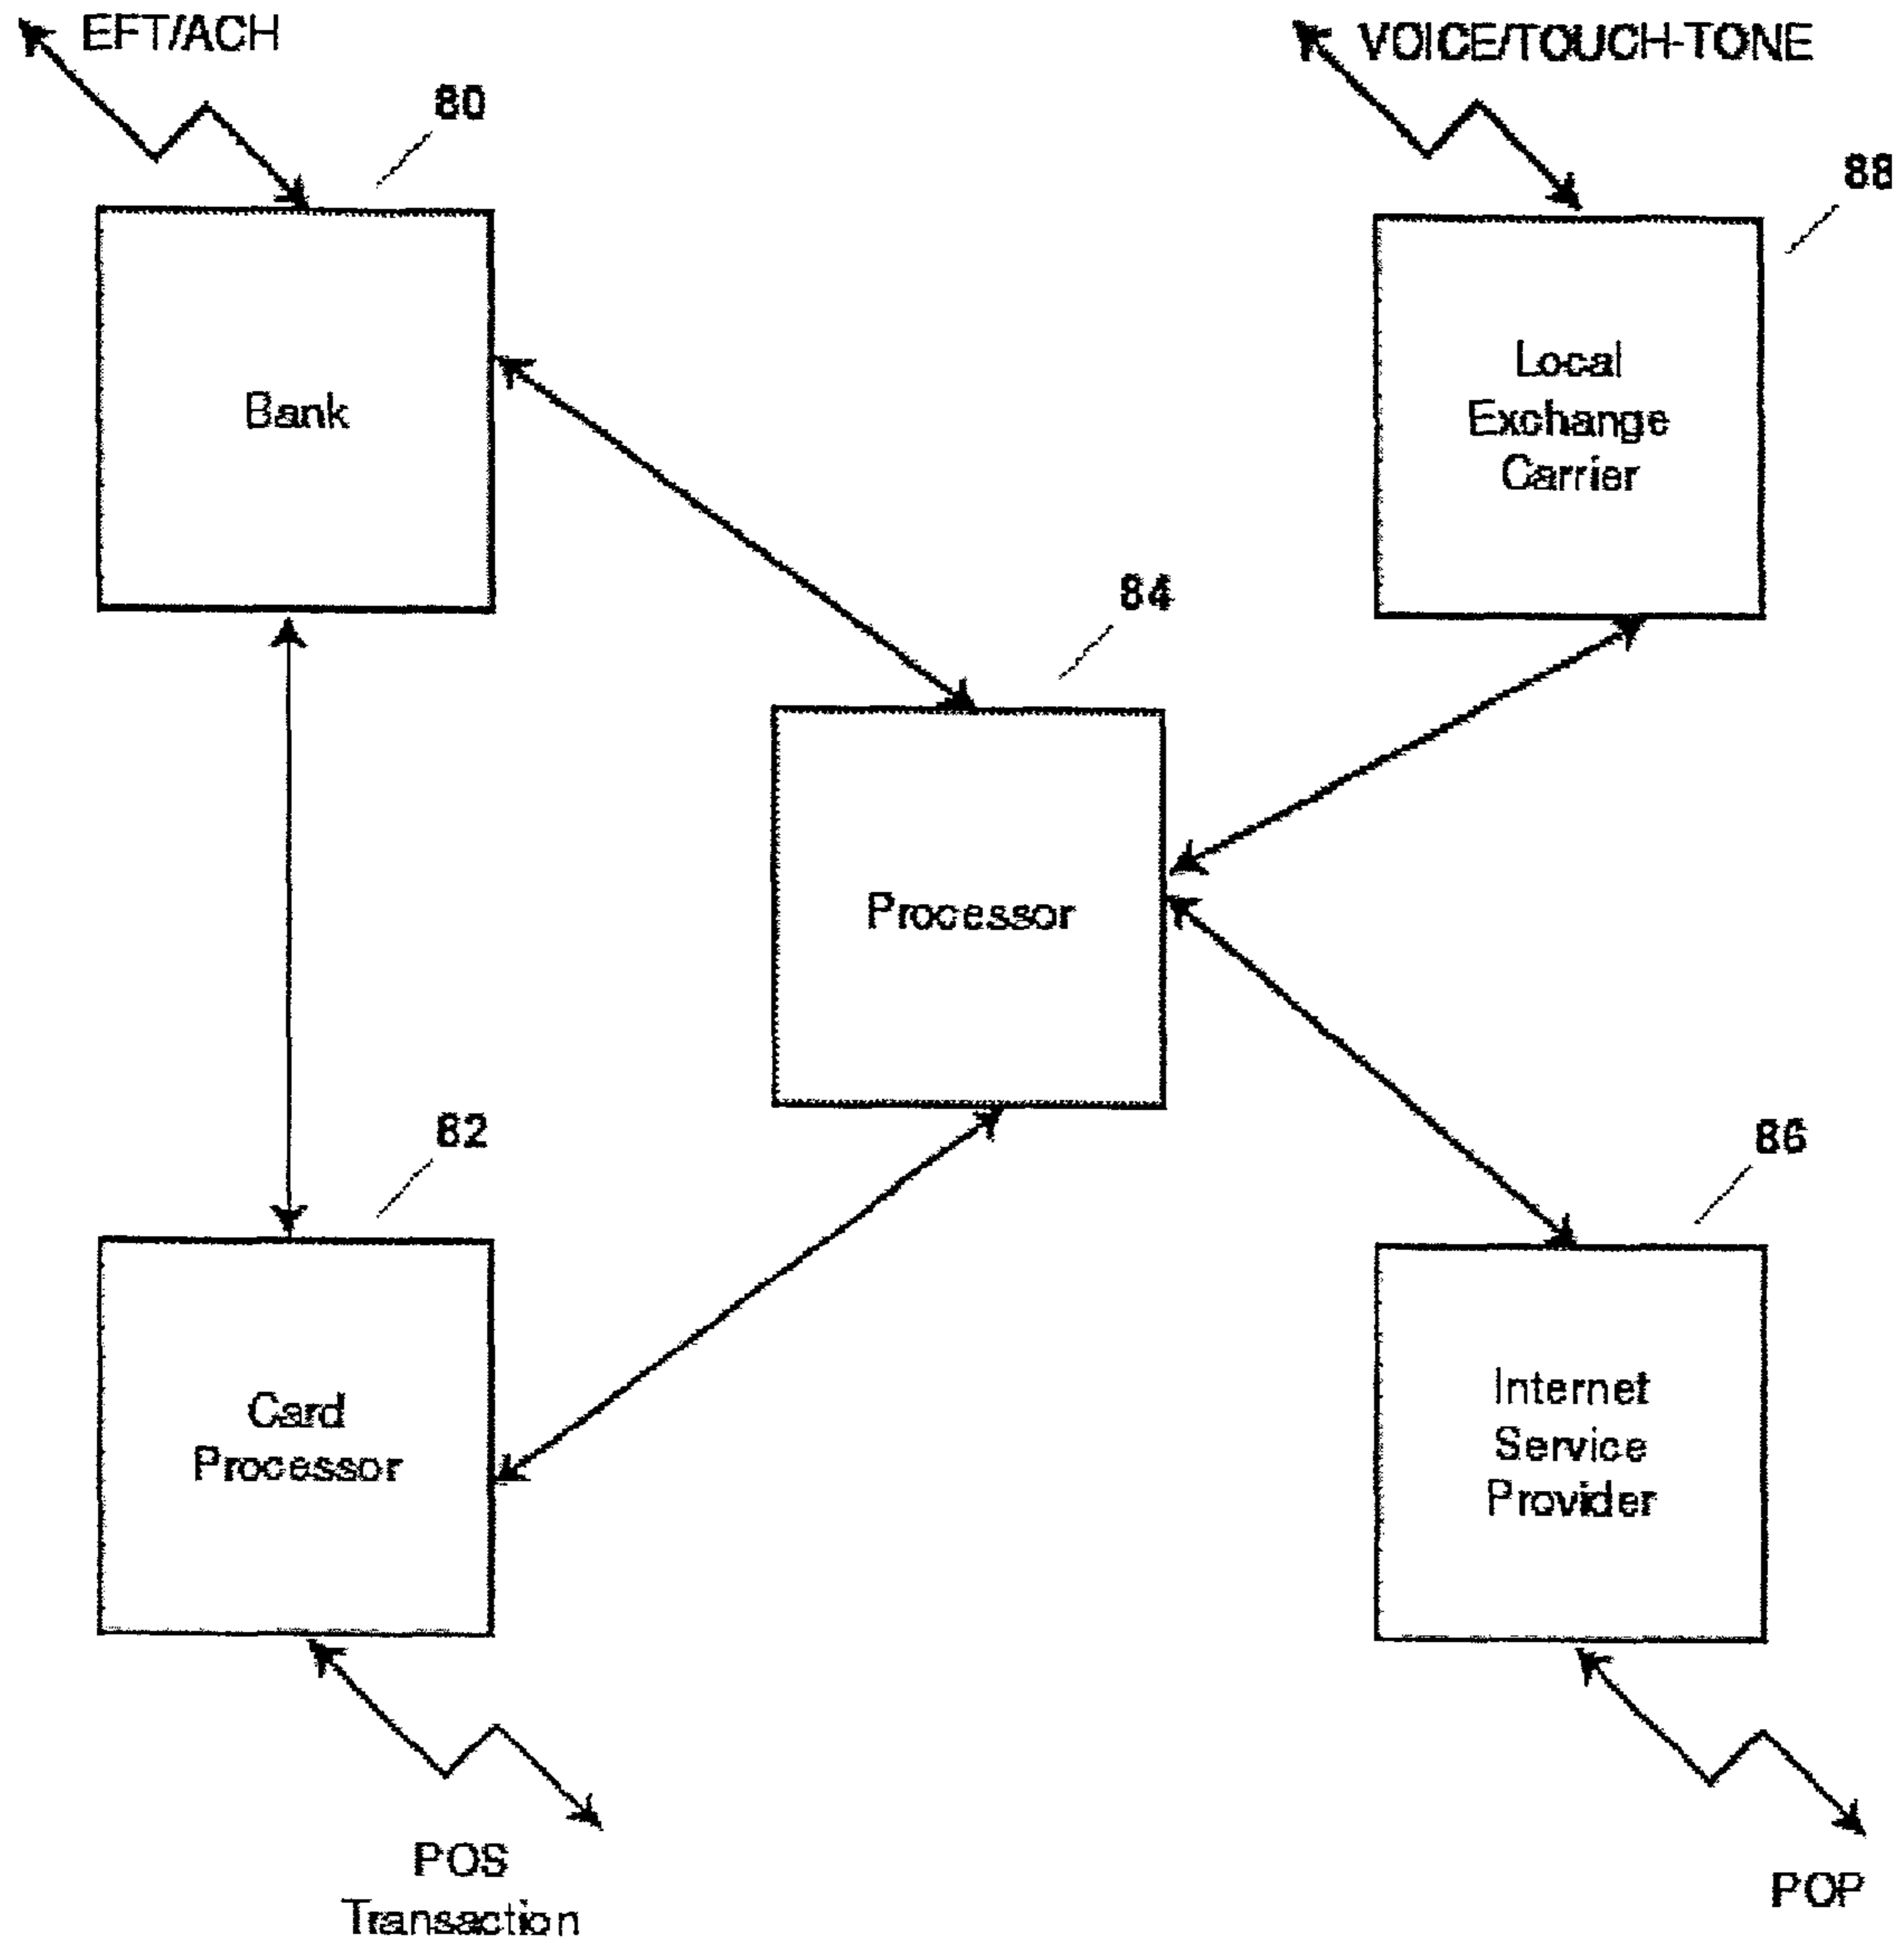 EFT/ACH
VOICE/TOUCH-TONE
80
88
Bank
Local
Exchange
Carrier
84
Processor
82
86
Card
Processor
Internet
Service
Provider
POS
Transaction
POP